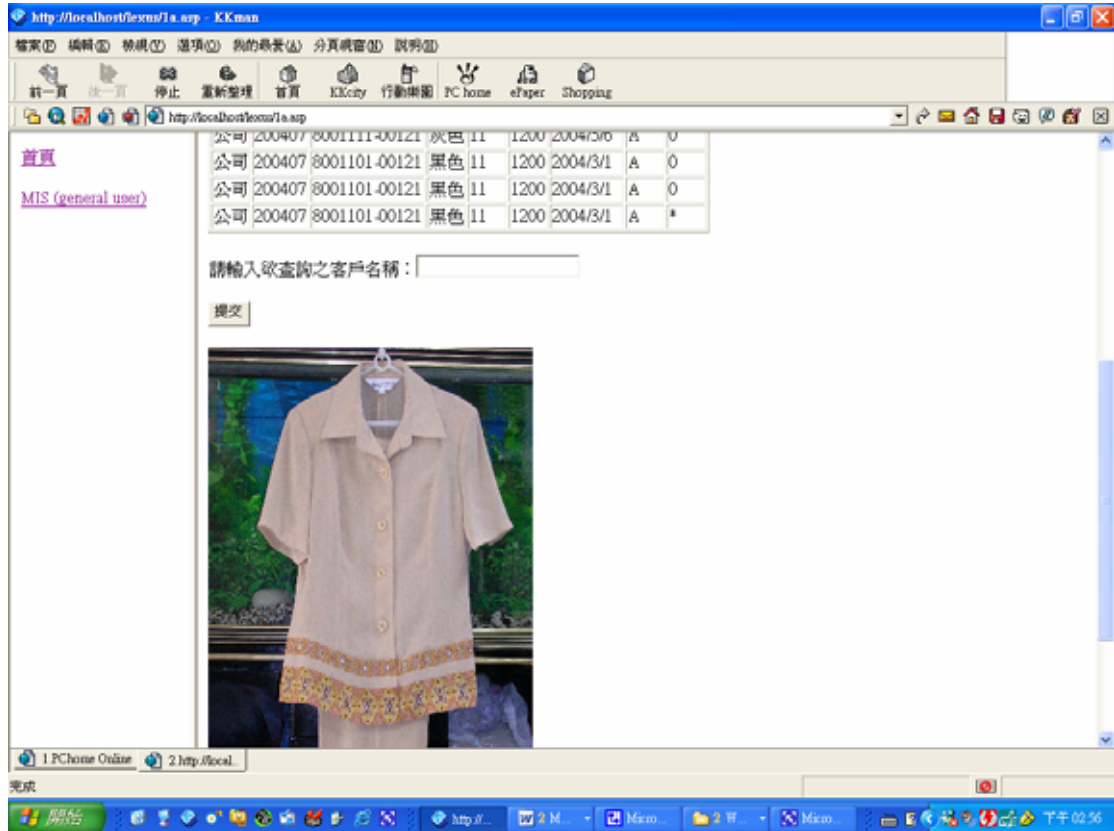 http://localhost/lexus/1a.asp - KKman
檔案(F) 編輯(E) 檢視(V) 選項(O) 我的最愛(A) 分頁視窗(N) 說明(H)
前一頁 後一頁 停止 重新整理 首頁 KKcity 行動樂園 PC home ePaper Shopping
http://localhost/lexus/1a.asp
首頁
MIS (general user)
公司 200407 8001111-00121 灰色 11 1200 2004/5/6 A 0
公司 200407 8001101-00121 黑色 11 1200 2004/3/1 A 0
公司 200407 8001101-00121 黑色 11 1200 2004/3/1 A 0
公司 200407 8001101-00121 黑色 11 1200 2004/3/1 A *
請輸入欲查詢之客戶名稱：
提交
1.PChome Online 2.http://local...
完成
開始 http://... 2 M... Micro... 2 W... Micro... 下午 02:56